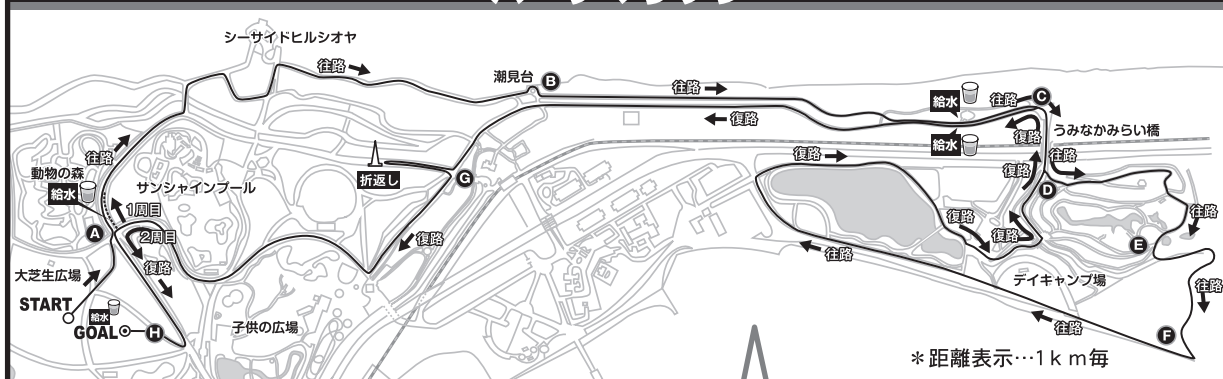 シーサイドヒルシオヤ
往路
潮見台
B
往路
復路
給水
往路
C
給水
復路
うみなかみらい橋
往路
復路
D
往路
E
往路
F
デイキャンプ場
往路
往路
復路
復路
復路
動物の森
給水
往路
サンシャインプール
1周目
2周目
A
復路
折返し
G
復路
大芝生広場
START
給水
GOAL
H
子供の広場
＊距離表示…1km毎